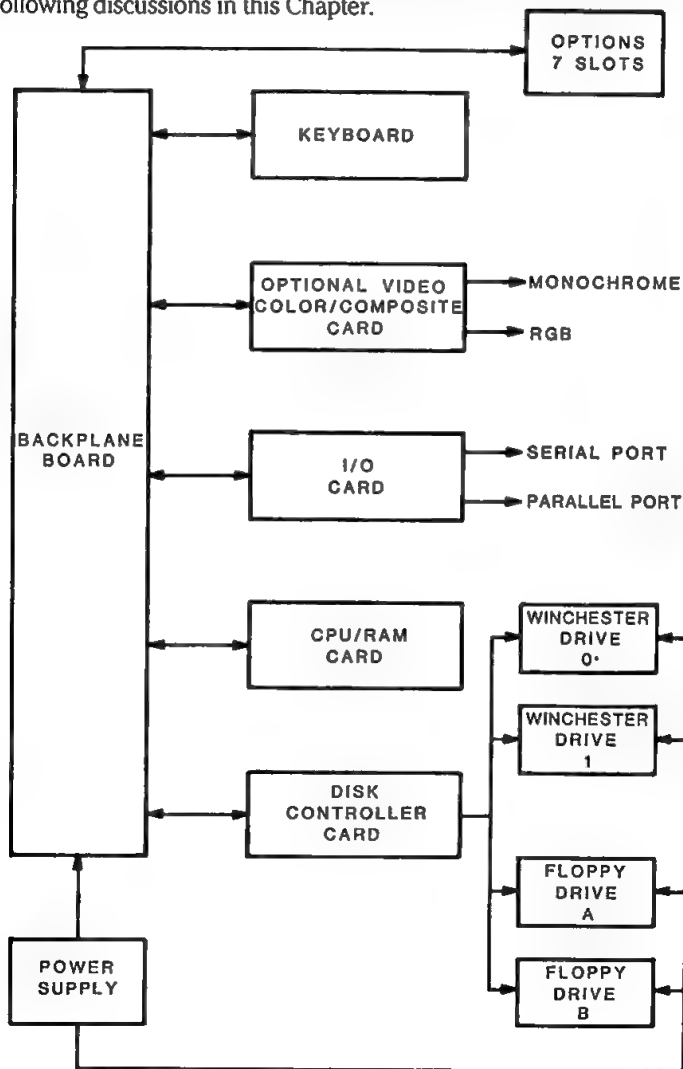 ollowing discussions in this Chapter.
OPTIONS
7 SLOTS
KEYBOARD
OPTIONAL VIDEO
COLOR/COMPOSITE
CARD
MONOCHROME
RGB
BACKPLANE
BOARD
I/O
CARD
SERIAL PORT
PARALLEL PORT
CPU/RAM
CARD
WINCHESTER
DRIVE
0*
WINCHESTER
DRIVE
1
DISK
CONTROLLER
CARD
FLOPPY
DRIVE
A
POWER
SUPPLY
FLOPPY
DRIVE
B